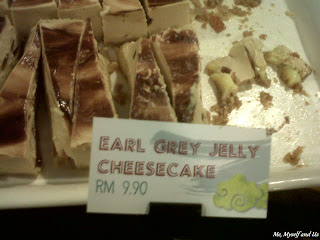 EARL GREY JELLY
CHEESECAKE
RM 9.90
Me, Myself and Us